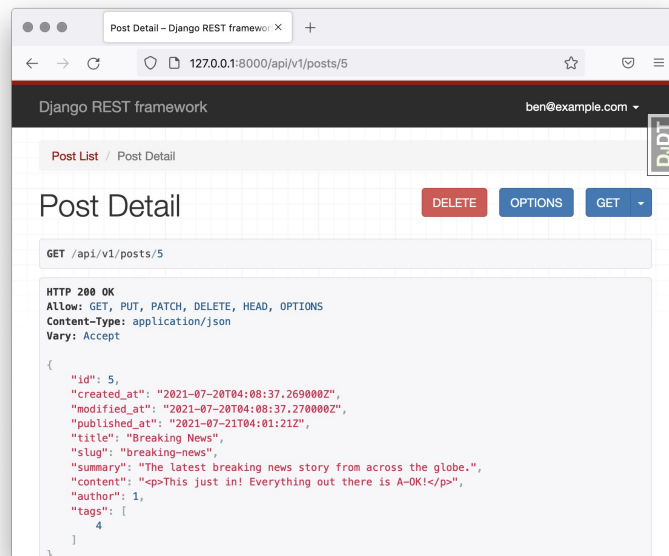 Post Detail – Django REST framewor
127.0.0.1:8000/api/v1/posts/5
Django REST framework
ben@example.com
DjDT
Post List / Post Detail
Post Detail
DELETE
OPTIONS
GET
GET /api/v1/posts/5
HTTP 200 OK
Allow: GET, PUT, PATCH, DELETE, HEAD, OPTIONS
Content-Type: application/json
Vary: Accept
{
"id": 5,
"created_at": "2021-07-20T04:08:37.269000Z",
"modified_at": "2021-07-20T04:08:37.270000Z",
"published_at": "2021-07-21T04:01:21Z",
"title": "Breaking News",
"slug": "breaking-news",
"summary": "The latest breaking news story from across the globe.",
"content": "<p>This just in! Everything out there is A-OK!</p>",
"author": 1,
"tags": [
4
]
}